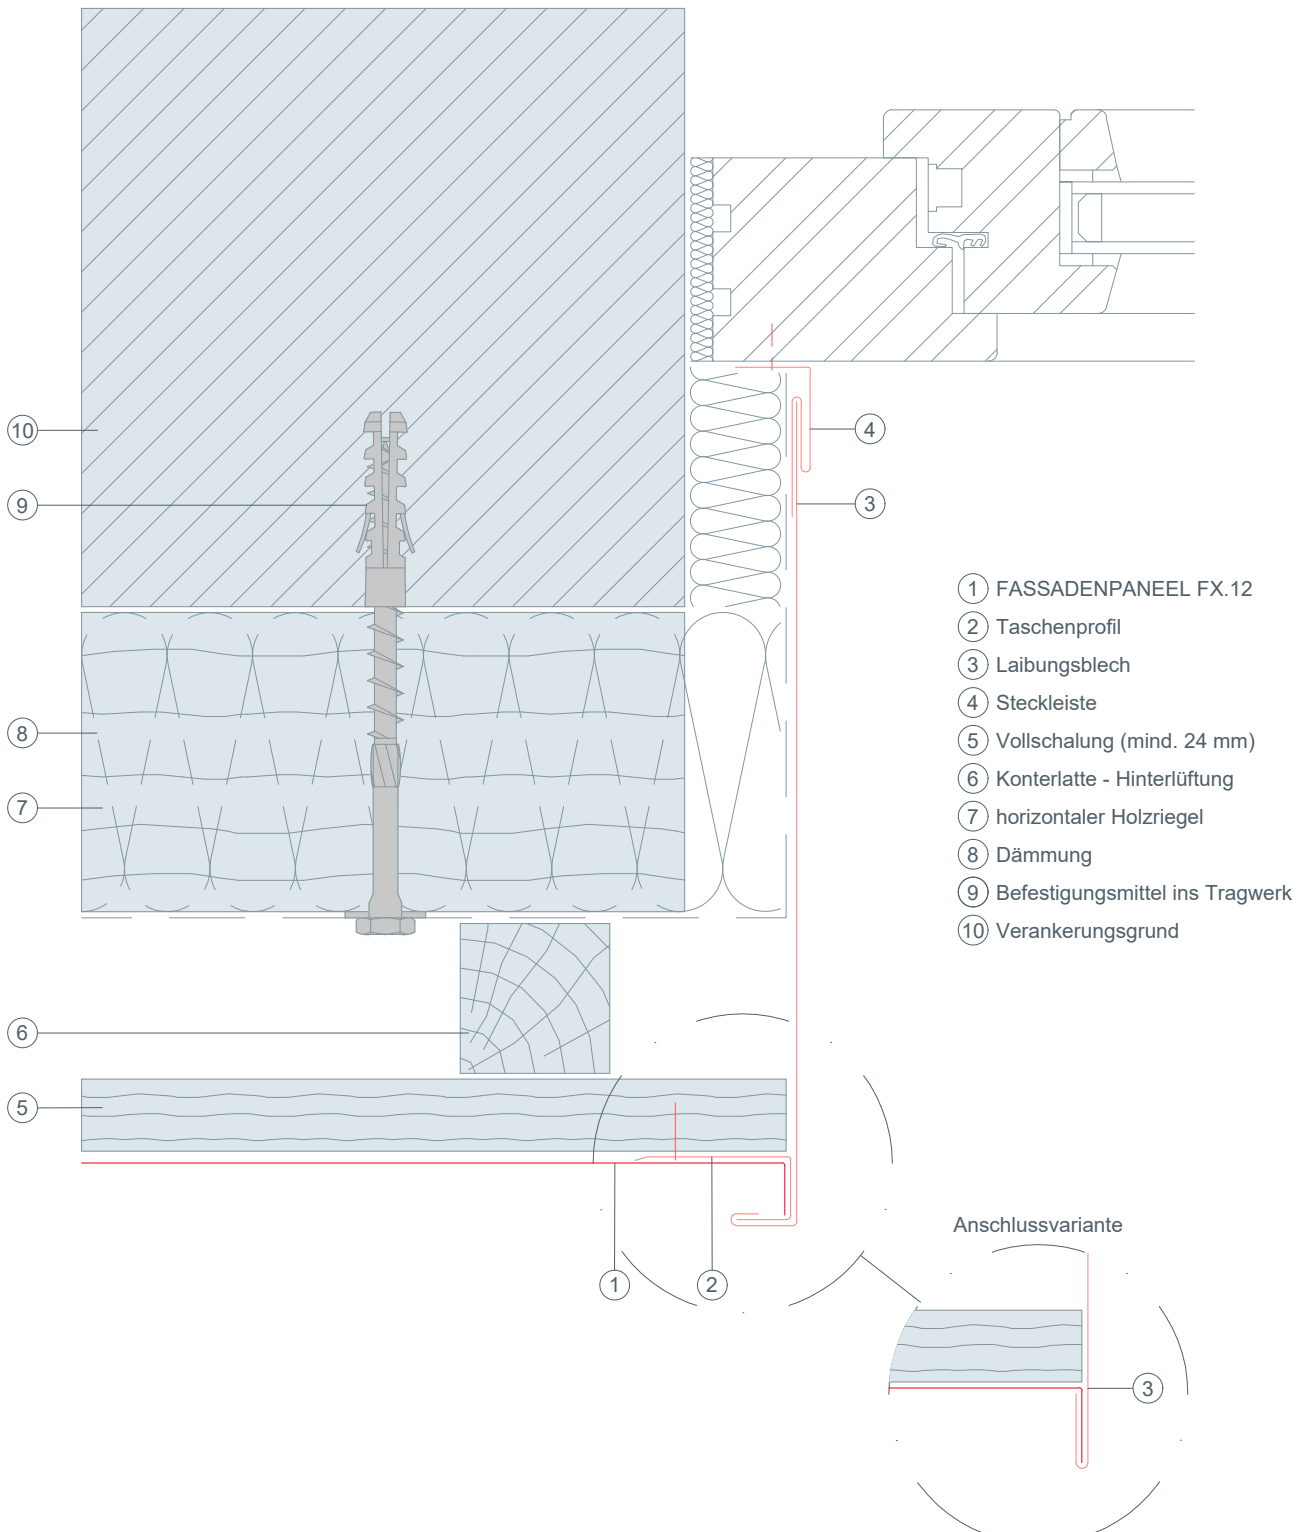 10
4
9
3
1 FASSADENPANEEL FX.12
2 Taschenprofil
3 Laibungsblech
4 Steckleiste
5 Vollschalung (mind. 24 mm)
6 Konterlatte - Hinterlüftung
7 horizontaler Holzriegel
8 Dämmung
9 Befestigungsmittel ins Tragwerk
10 Verankerungsgrund
8
7
6
5
Anschlussvariante
1
2
3